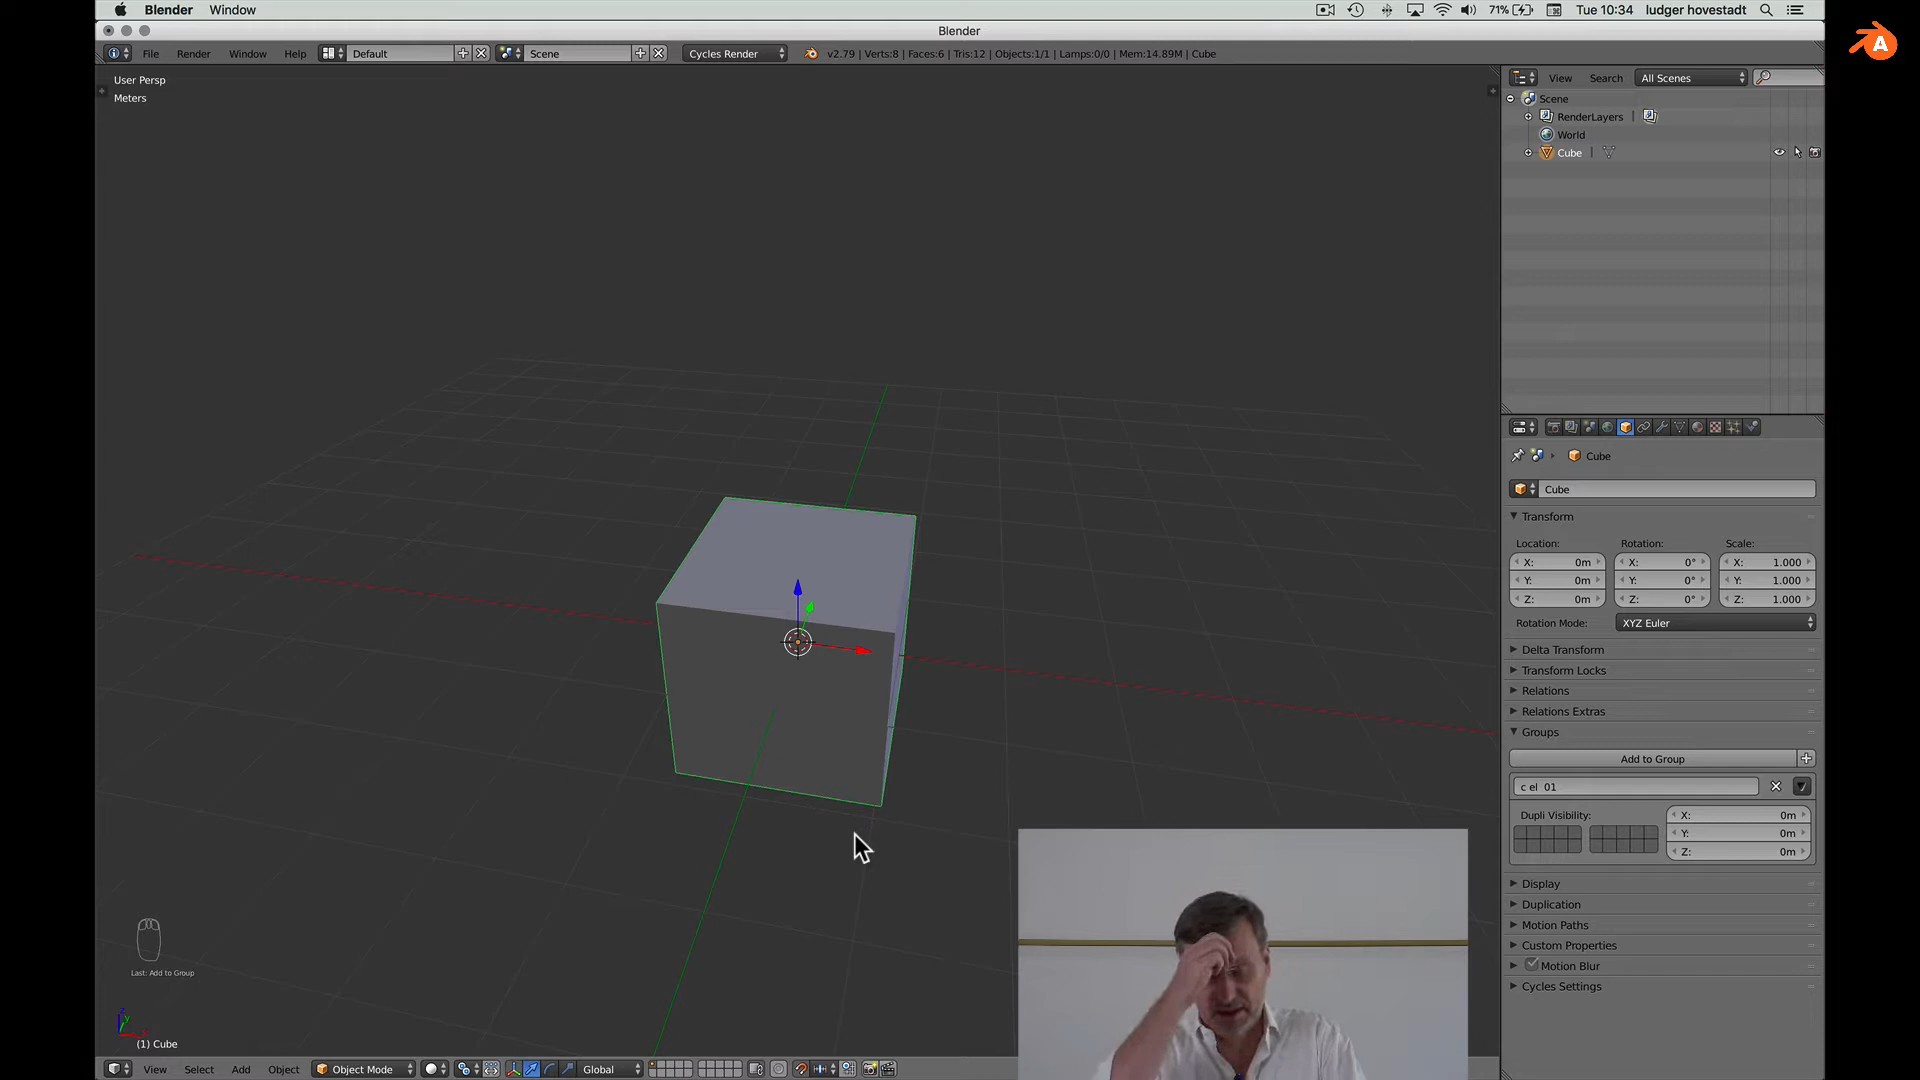 Blender Window 71% Tue 10:34 ludger hovestadt
Blender
File Render Window Help Default Scene Cycles Render v2.79 | Verts:8 | Faces:6 | Tris:12 | Objects:1/1 | Lamps:0/0 | Mem:14.89M | Cube
View Search All Scenes
User Persp
Meters
Scene
RenderLayers
World
Cube
Cube
Cube
Transform
Location: Rotation: Scale:
X: 0m X: 0° X: 1.000
Y: 0m Y: 0° Y: 1.000
Z: 0m Z: 0° Z: 1.000
Rotation Mode: XYZ Euler
Delta Transform
Transform Locks
Relations
Relations Extras
Groups
Add to Group
c el 01
Dupli Visibility: X: 0m
Y: 0m
Z: 0m
Display
Duplication
Motion Paths
Custom Properties
Motion Blur
Cycles Settings
Last: Add to Group
z
y
x
(1) Cube
View Select Add Object Object Mode Global
A